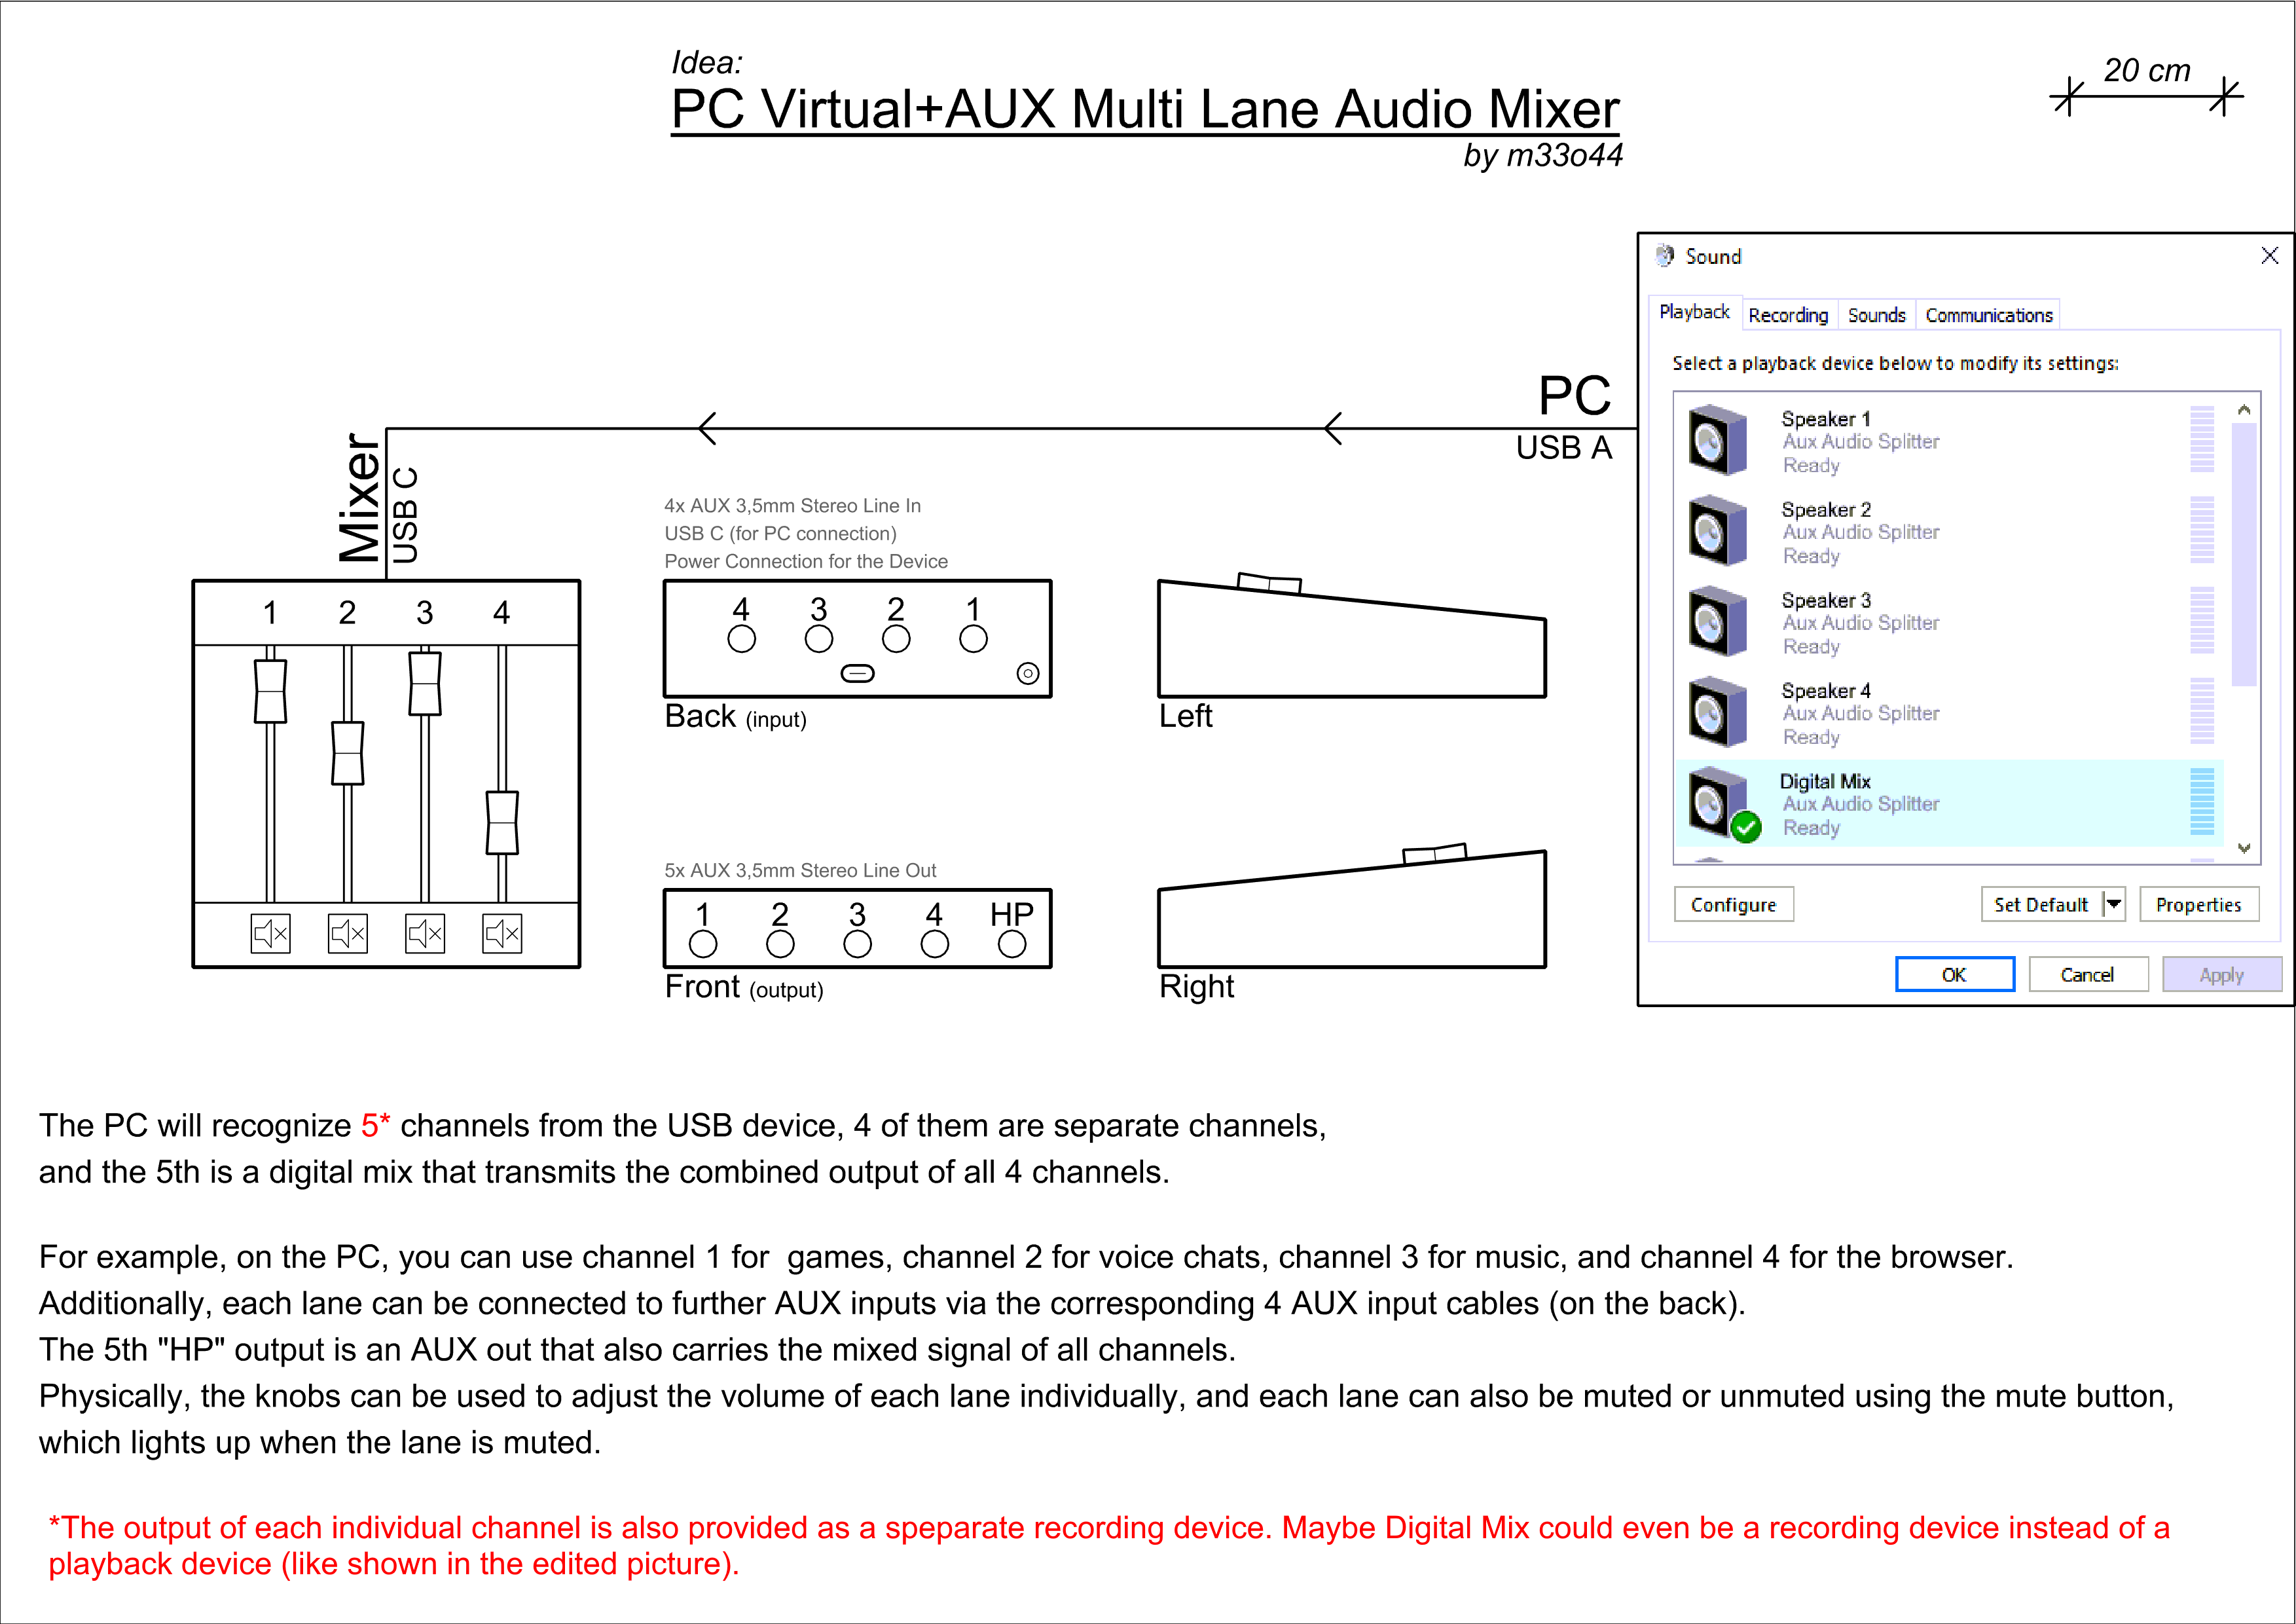 Idea:
PC Virtual+AUX Multi Lane Audio Mixer
by m33o44
20 cm
Sound
Playback Recording Sounds Communications
Select a playback device below to modify its settings:
Speaker 1
Aux Audio Splitter
Ready
Speaker 2
Aux Audio Splitter
Ready
Speaker 3
Aux Audio Splitter
Ready
Speaker 4
Aux Audio Splitter
Ready
Digital Mix
Aux Audio Splitter
Ready
Configure Set Default Properties
OK Cancel Apply
PC
USB A
Mixer
USB C
1 2 3 4
4x AUX 3,5mm Stereo Line In
USB C (for PC connection)
Power Connection for the Device
4 3 2 1
Back (input)
Left
5x AUX 3,5mm Stereo Line Out
1 2 3 4 HP
Front (output)
Right
The PC will recognize 5* channels from the USB device, 4 of them are separate channels,
and the 5th is a digital mix that transmits the combined output of all 4 channels.
For example, on the PC, you can use channel 1 for  games, channel 2 for voice chats, channel 3 for music, and channel 4 for the browser.
Additionally, each lane can be connected to further AUX inputs via the corresponding 4 AUX input cables (on the back).
The 5th "HP" output is an AUX out that also carries the mixed signal of all channels.
Physically, the knobs can be used to adjust the volume of each lane individually, and each lane can also be muted or unmuted using the mute button,
which lights up when the lane is muted.
*The output of each individual channel is also provided as a speparate recording device. Maybe Digital Mix could even be a recording device instead of a
playback device (like shown in the edited picture).